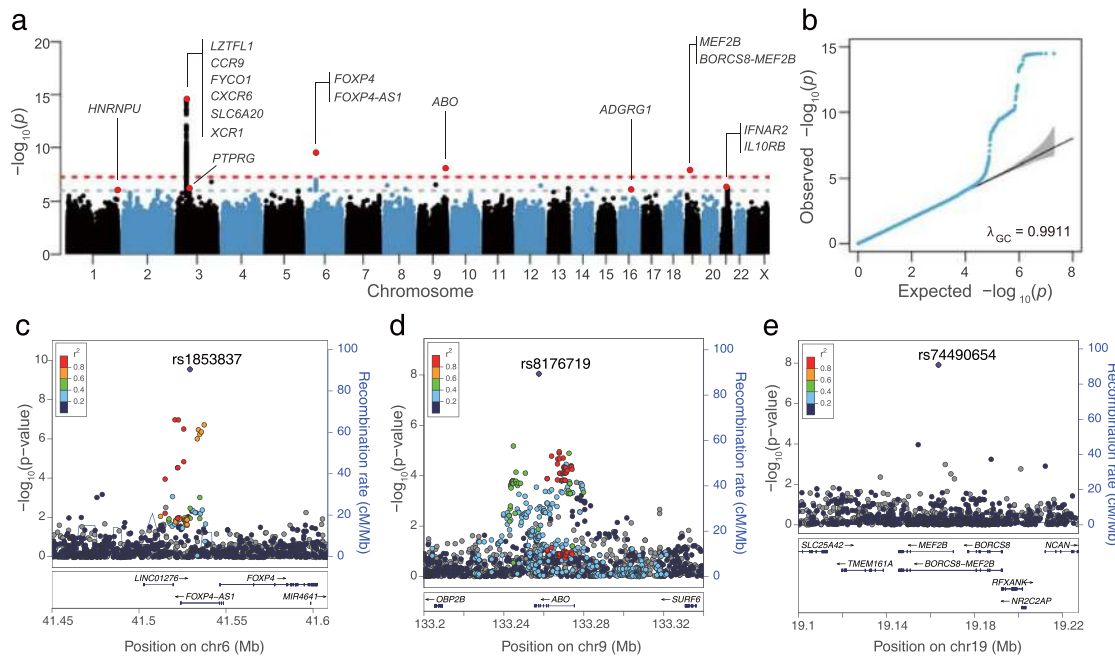 a
20
15
10
5
0
−log10(p)
HNRNPU
LZTFL1
CCR9
FYCO1
CXCR6
SLC6A20
XCR1
PTPRG
FOXP4
FOXP4-AS1
ABO
ADGRG1
MEF2B
BORCS8-MEF2B
IFNAR2
IL10RB
1 2 3 4 5 6 7 8 9 10 11 12 13 14 15 16 17 18 20 22 X
Chromosome
b
15
10
5
0
Observed −log10(p)
λGC = 0.9911
0 2 4 6 8
Expected −log10(p)
c
rs1853837
r2
0.8
0.6
0.4
0.2
10
8
6
4
2
0
−log10(p−value)
100
80
60
40
20
0
Recombination rate (cM/Mb)
LINC01276→
FOXP4→
←FOXP4−AS1
MIR4641→
41.45 41.5 41.55 41.6
Position on chr6 (Mb)
d
rs8176719
r2
0.8
0.6
0.4
0.2
8
6
4
2
0
−log10(p−value)
100
80
60
40
20
0
Recombination rate (cM/Mb)
←OBP2B
←ABO
←SURF6
133.2 133.24 133.28 133.32
Position on chr9 (Mb)
e
rs74490654
r2
0.8
0.6
0.4
0.2
8
6
4
2
0
−log10(p−value)
100
80
60
40
20
0
Recombination rate (cM/Mb)
SLC25A42→
←MEF2B
←BORCS8
NCAN→
←TMEM161A
←BORCS8−MEF2B
RFXANK→
←NR2C2AP
19.1 19.14 19.18 19.22
Position on chr19 (Mb)